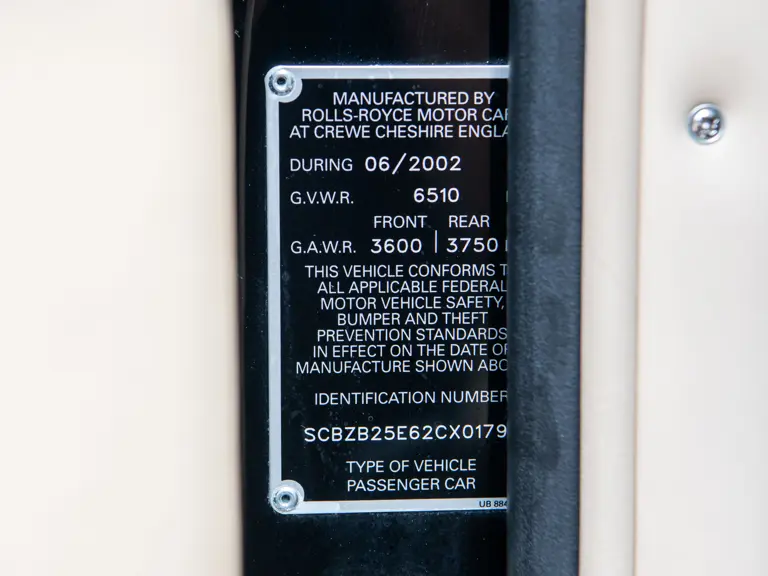 MANUFACTURED BY
ROLLS-ROYCE MOTOR CAR
AT CREWE CHESHIRE ENGLA
DURING 06/2002
G.V.W.R. 6510
FRONT REAR
G.A.W.R. 3600 | 3750
THIS VEHICLE CONFORMS T
ALL APPLICABLE FEDERAL
MOTOR VEHICLE SAFETY,
BUMPER AND THEFT
PREVENTION STANDARDS
IN EFFECT ON THE DATE OF
MANUFACTURE SHOWN ABO
IDENTIFICATION NUMBER
SCBZB25E62CX0179
TYPE OF VEHICLE
PASSENGER CAR
UB 884